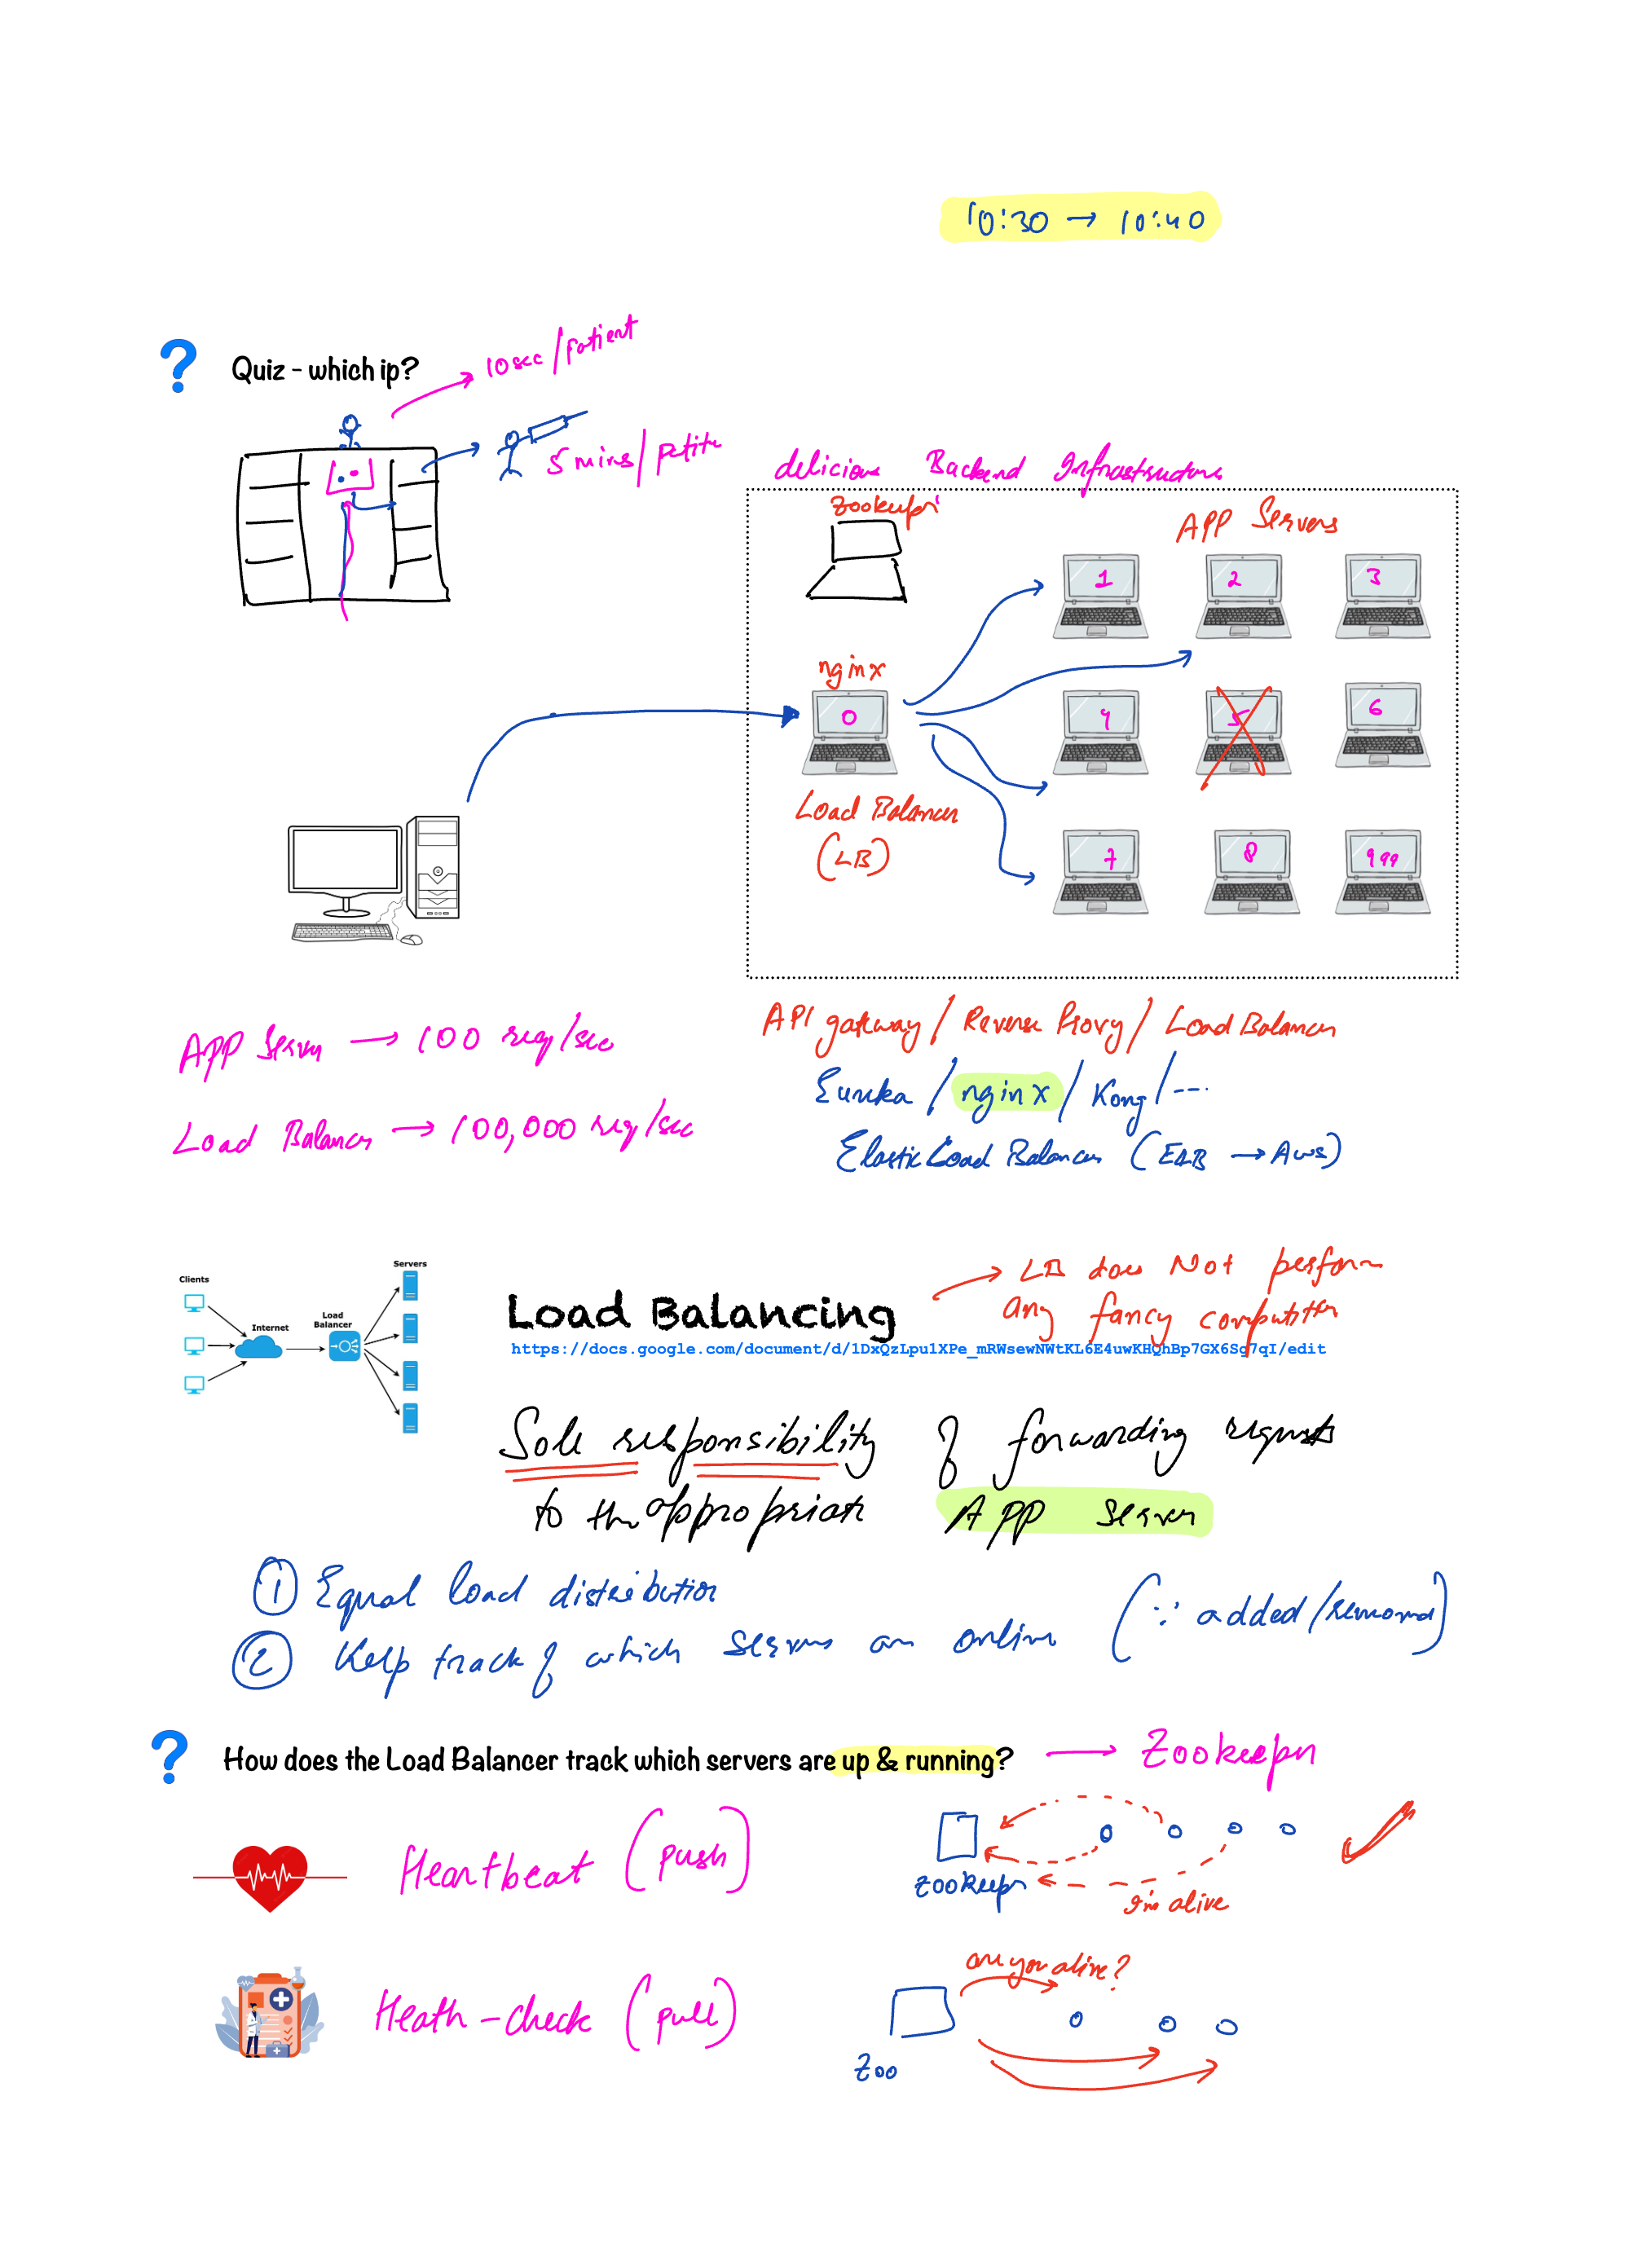 10:30 → 10:40
Quiz - which ip?
10sec/patient
5 mins/
delicious Backend Infrastructure
APP Servers
1 2 3
nginx
0
4 5 6
Load Balancer
(LB)
7 8 999
APP Server → 100 req/sec
Load Balancer → 100,000 req/sec
API gateway / Reverse Proxy / Load Balancer
Eureka / nginx / Kong / ----
Elastic Load Balancer (ELB → AWS)
Clients
Internet
Load
Balancer
Servers
Load Balancing
→ LB does Not perform
any fancy computation
https://docs.google.com/document/d/1DxQzLpu1XPe_mRWsewNWtKL6E4uwKHQhBp7GX6Sg7qI/edit
Sole responsibility of forwarding requests
to the appropriate APP Server
1 Equal load distribution
2 Keep track of which servers are online (∵ added/removed)
How does the Load Balancer track which servers are up & running? → Zookeeper
Heartbeat (push)
Zookeeper
I'm alive
are you alive?
Heath-check (pull)
Zoo